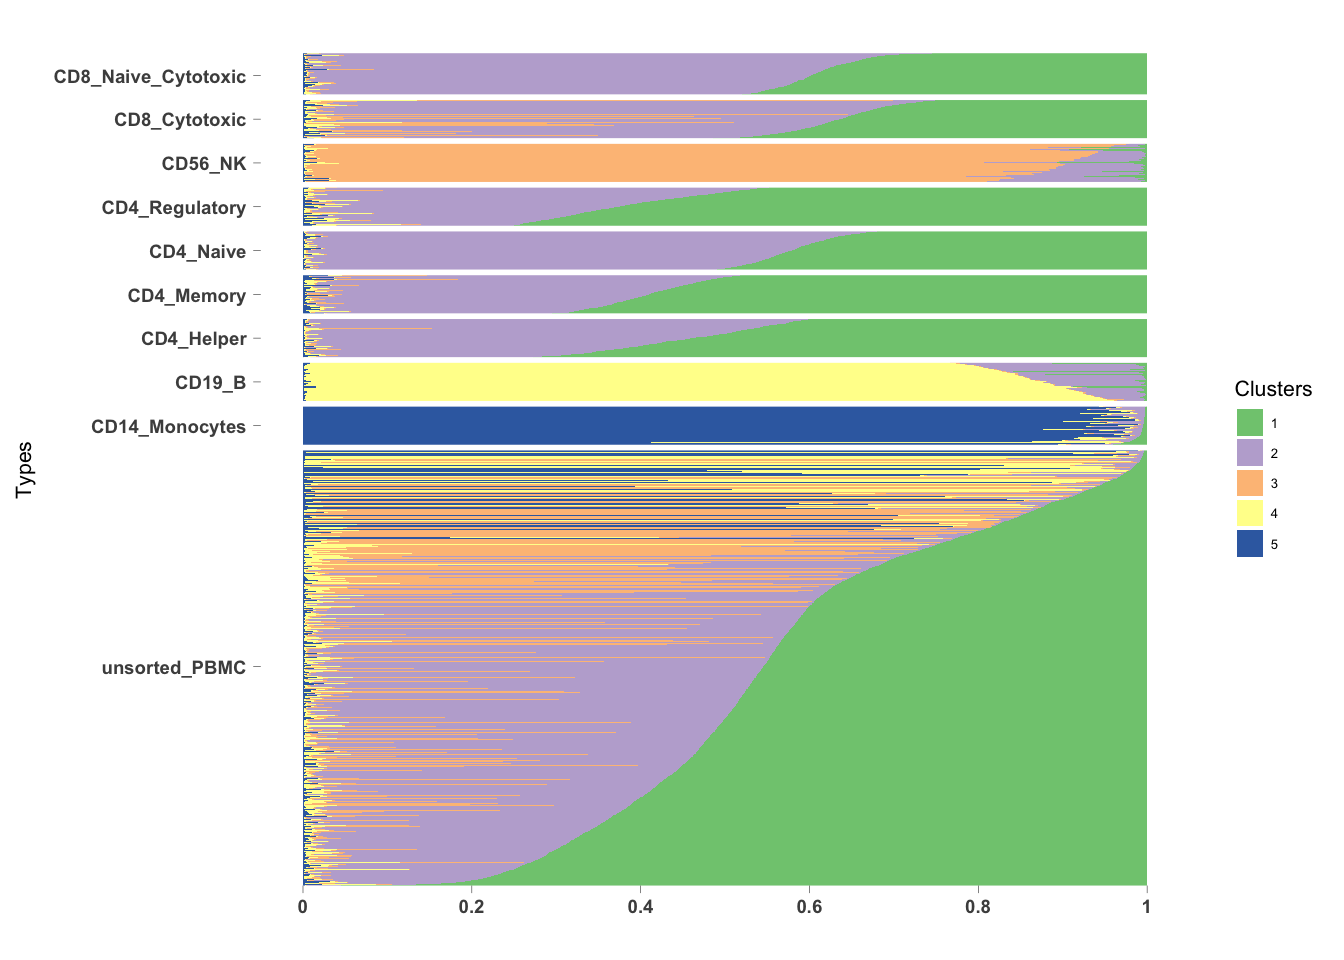 CD8_Naive_Cytotoxic
CD8_Cytotoxic
CD56_NK
CD4_Regulatory
CD4_Naive
CD4_Memory
CD4_Helper
CD19_B
CD14_Monocytes
unsorted_PBMC
Types
0 0.2 0.4 0.6 0.8 1
Clusters
1
2
3
4
5